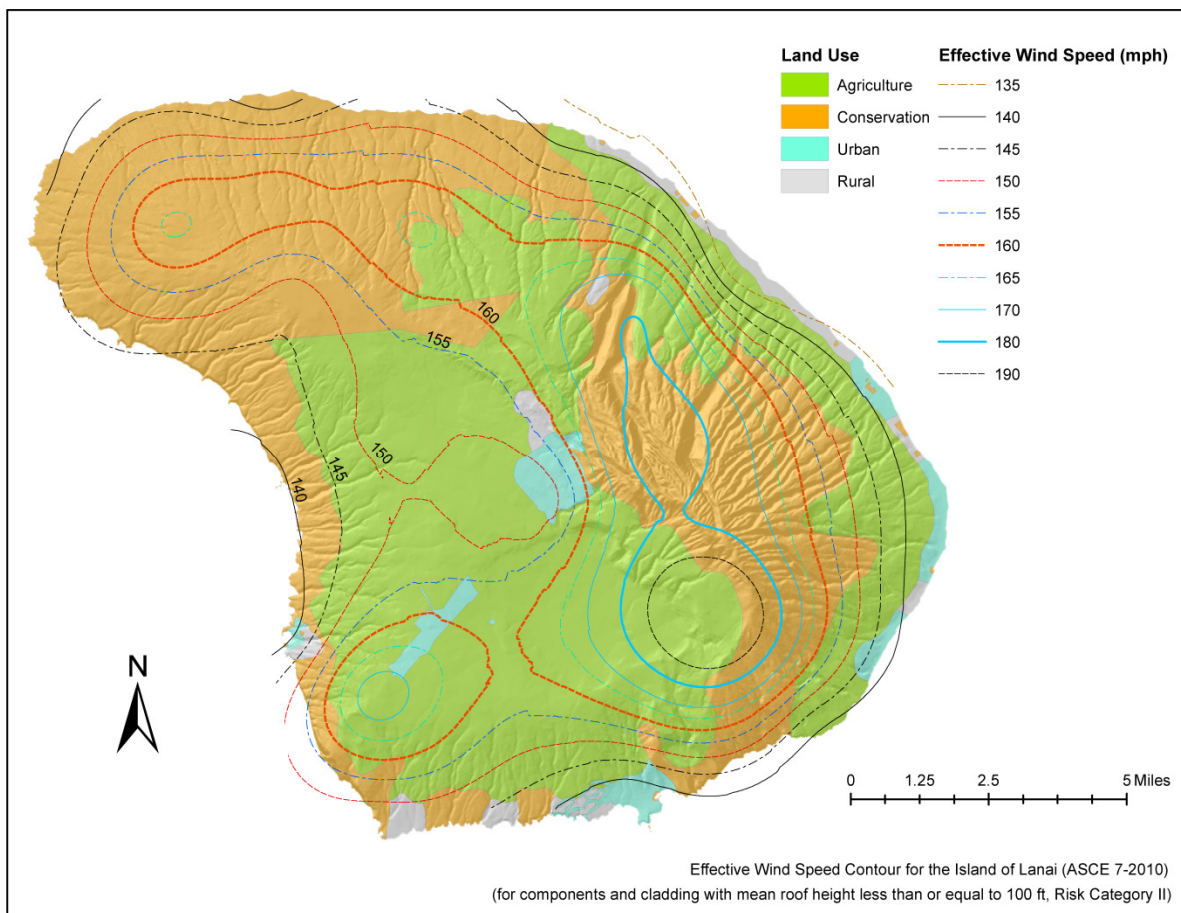 Land Use
Agriculture
Conservation
Urban
Rural
Effective Wind Speed (mph)
135
140
145
150
155
160
165
170
180
190
160
155
150
145
140
N
0 1.25 2.5 5 Miles
Effective Wind Speed Contour for the Island of Lanai (ASCE 7-2010)
(for components and cladding with mean roof height less than or equal to 100 ft, Risk Category II)